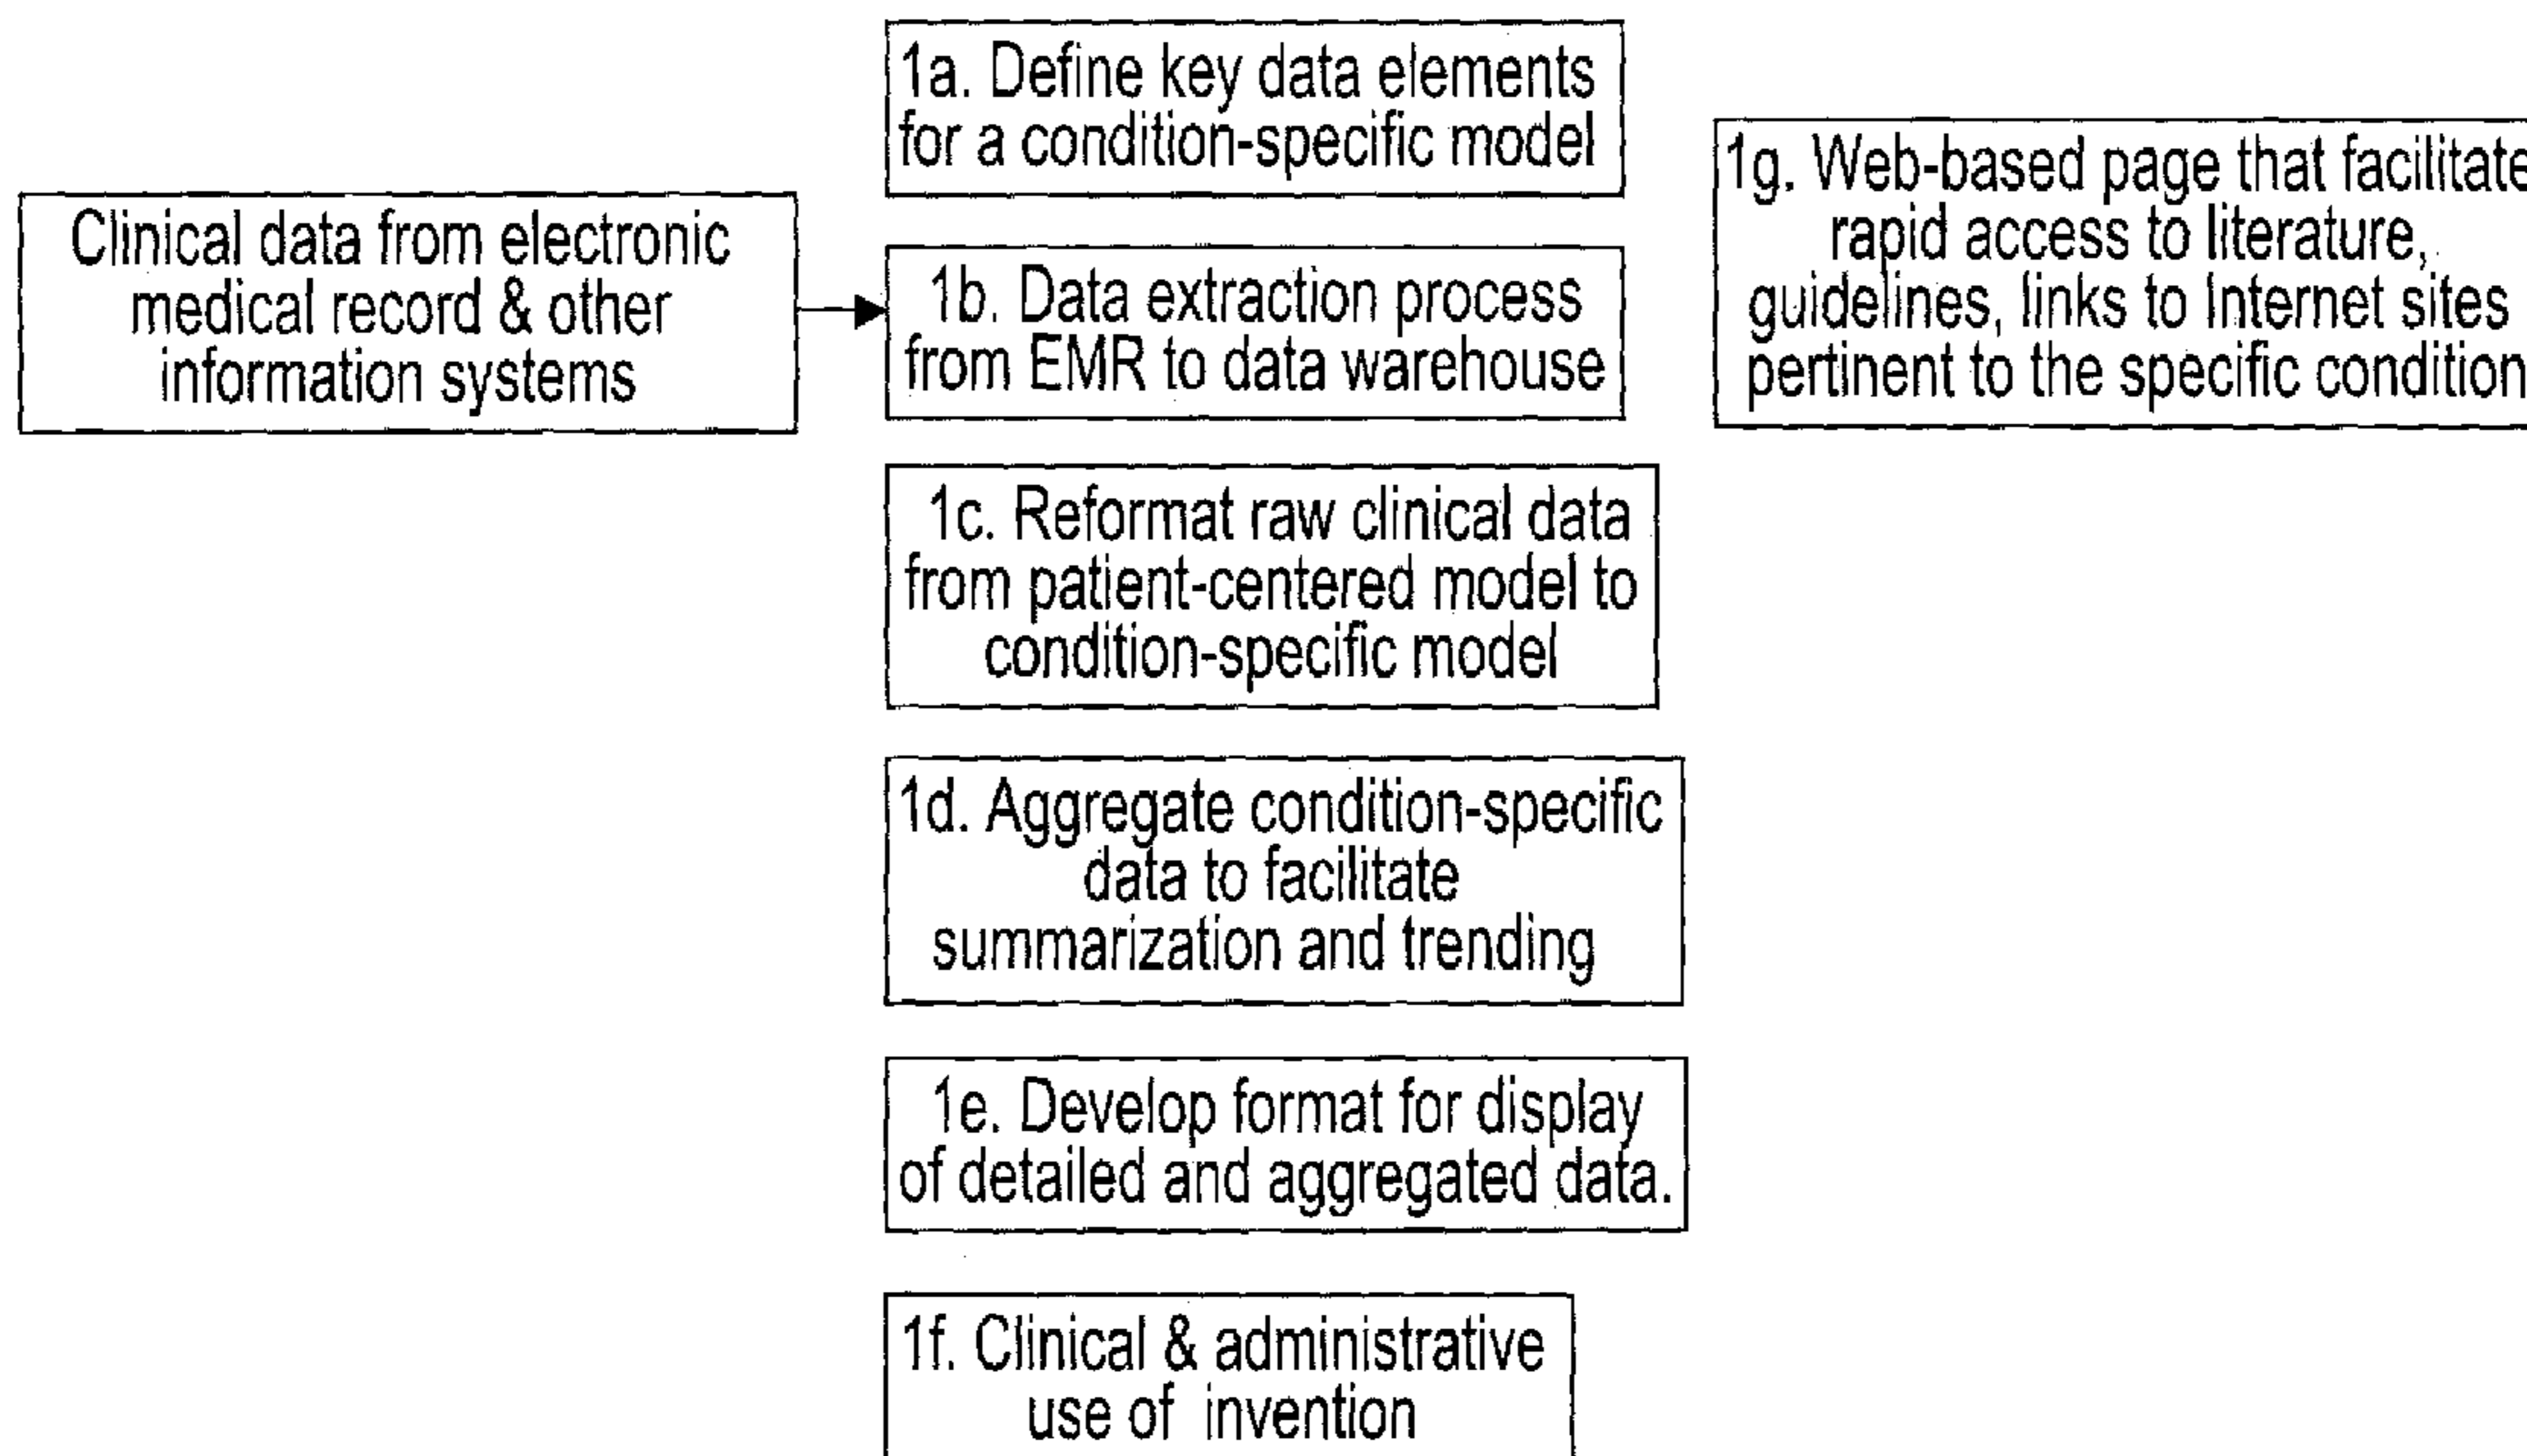 1a. Define key data elements
for a condition-specific model
Clinical data from electronic
medical record & other
information systems
1b. Data extraction process
from EMR to data warehouse
1g. Web-based page that facilitate
rapid access to literature,
guidelines, links to Internet sites
pertinent to the specific condition
1c. Reformat raw clinical data
from patient-centered model to
condition-specific model
1d. Aggregate condition-specific
data to facilitate
summarization and trending
1e. Develop format for display
of detailed and aggregated data.
1f. Clinical & administrative
use of invention